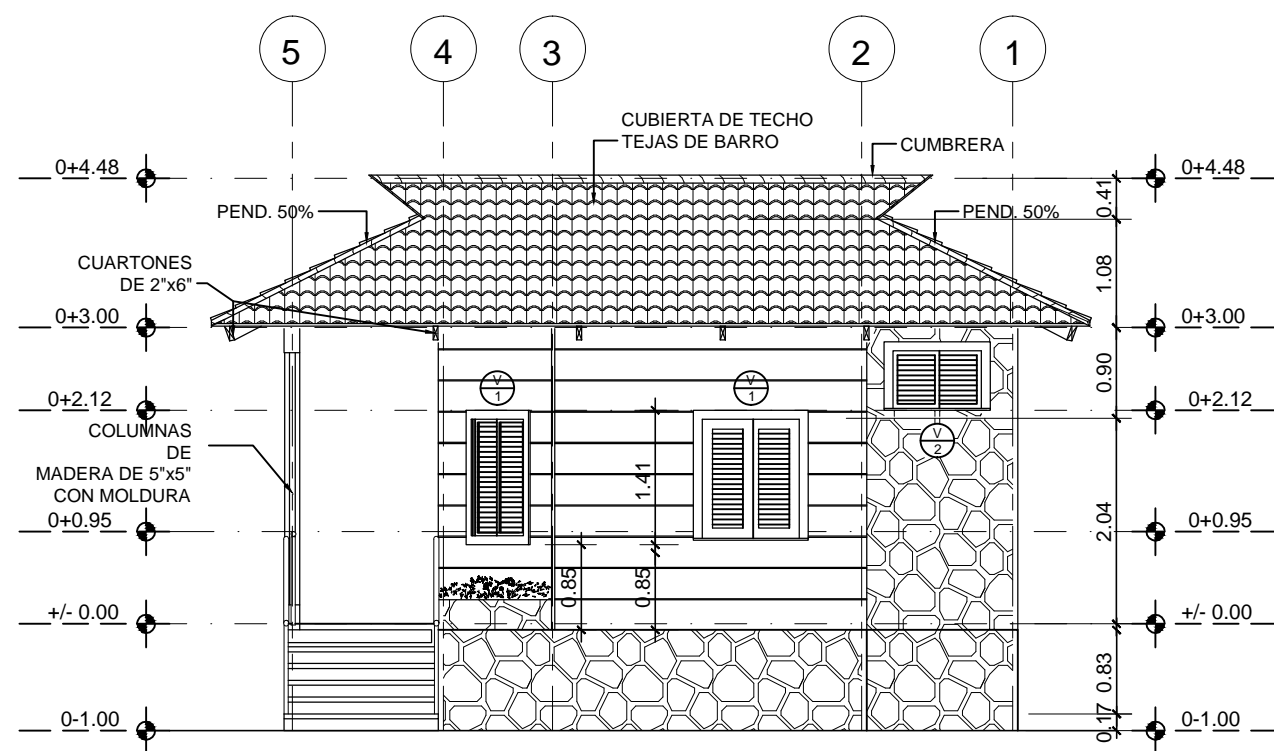 5
4
3
2
1
CUBIERTA DE TECHO
TEJAS DE BARRO
CUMBRERA
0+4.48
0+4.48
0.41
PEND. 50%
PEND. 50%
CUARTONES
DE 2"x6"
1.08
0+3.00
0+3.00
0.90
V
1
V
1
0+2.12
0+2.12
V
2
COLUMNAS
DE
MADERA DE 5"x5"
CON MOLDURA
1.41
2.04
0+0.95
0+0.95
0.85
0.85
+/- 0.00
+/- 0.00
0.83
0.17
0-1.00
0-1.00